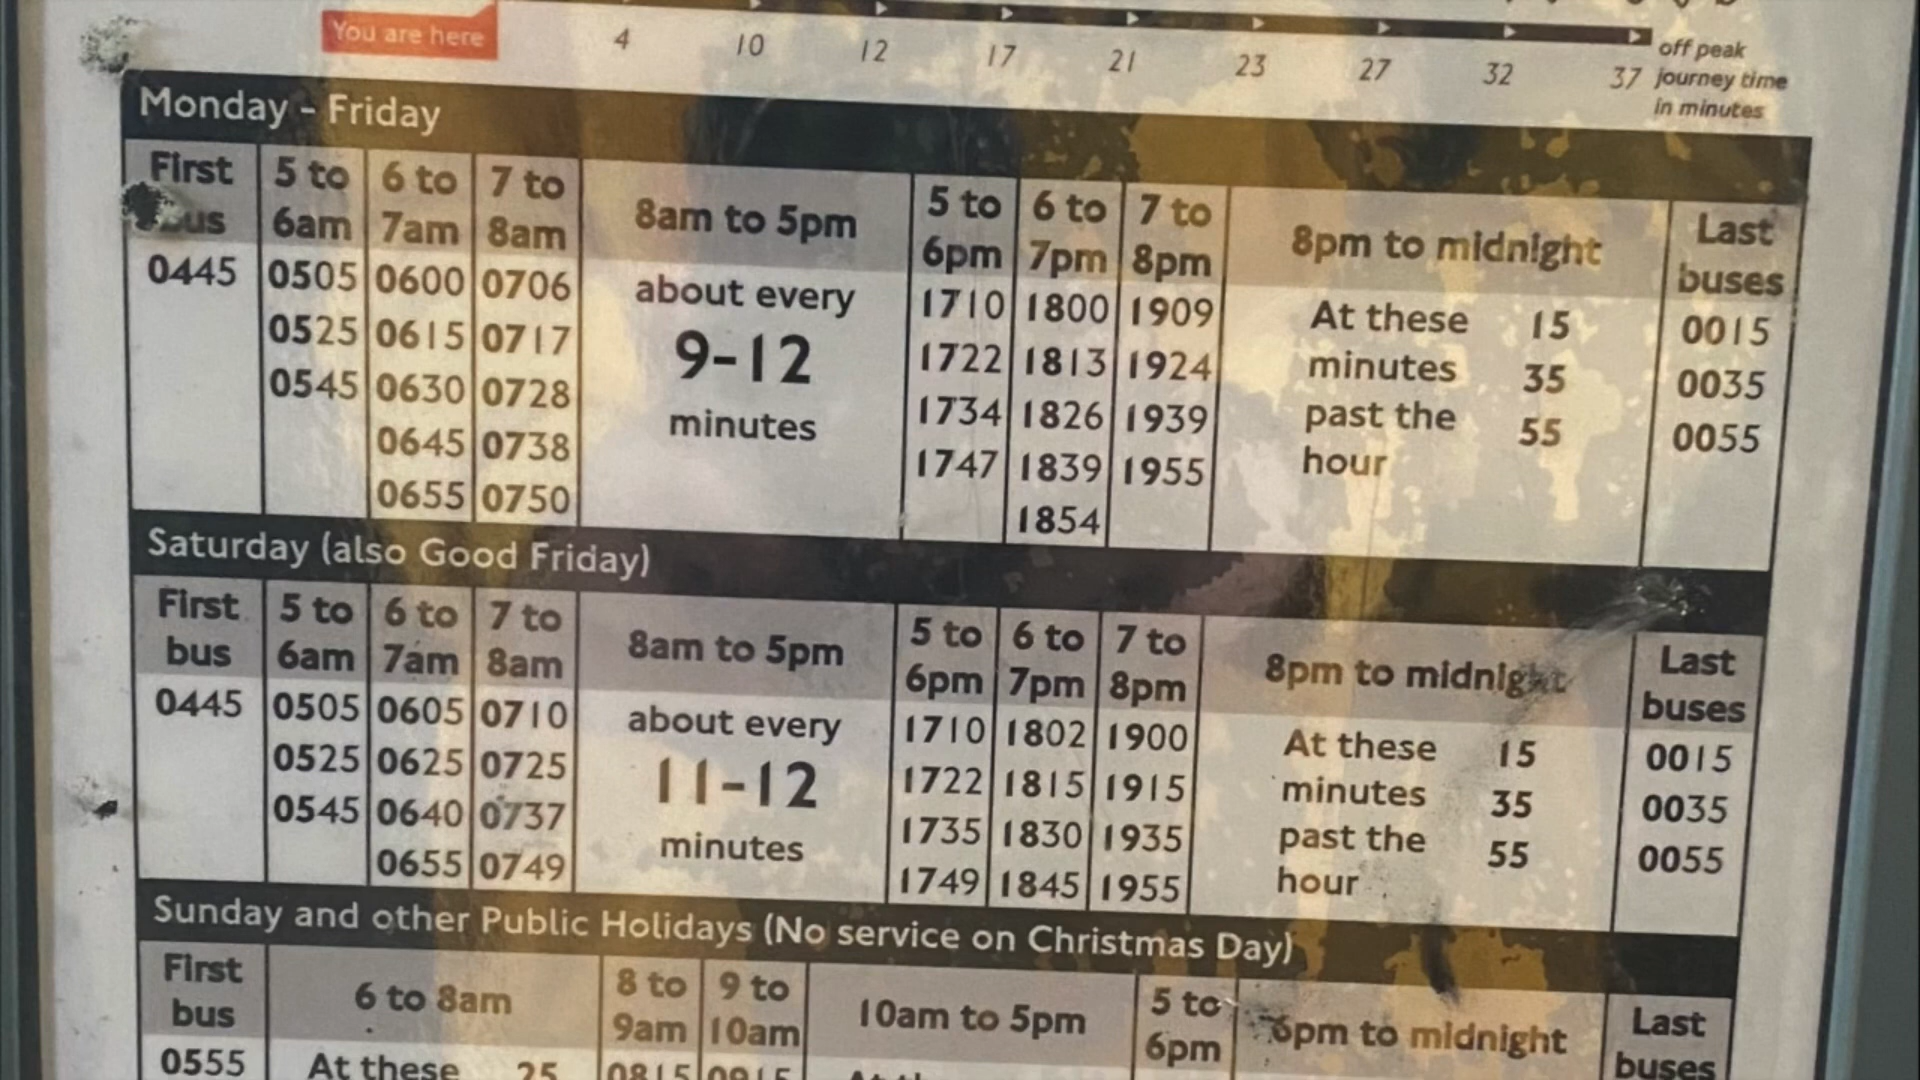 You are here
4 10 12 17 21 23 27 32 37
off peak
journey time
in minutes
Monday - Friday
First bus
5 to 6am
6 to 7am
7 to 8am
8am to 5pm
5 to 6pm
6 to 7pm
7 to 8pm
8pm to midnight
Last buses
0445
0505
0525
0545
0600
0615
0630
0645
0655
0706
0717
0728
0738
0750
about every
9-12
minutes
1710
1722
1734
1747
1800
1813
1826
1839
1854
1909
1924
1939
1955
At these 15
minutes 35
past the 55
hour
0015
0035
0055
Saturday (also Good Friday)
First bus
5 to 6am
6 to 7am
7 to 8am
8am to 5pm
5 to 6pm
6 to 7pm
7 to 8pm
8pm to midnight
Last buses
0445
0505
0525
0545
0605
0625
0640
0655
0710
0725
0737
0749
about every
11-12
minutes
1710
1722
1735
1749
1802
1815
1830
1845
1900
1915
1935
1955
At these 15
minutes 35
past the 55
hour
0015
0035
0055
Sunday and other Public Holidays (No service on Christmas Day)
First bus
6 to 8am
8 to 9am
9 to 10am
10am to 5pm
5 to 6pm
6pm to midnight
Last buses
0555
At these 25
0815
0915